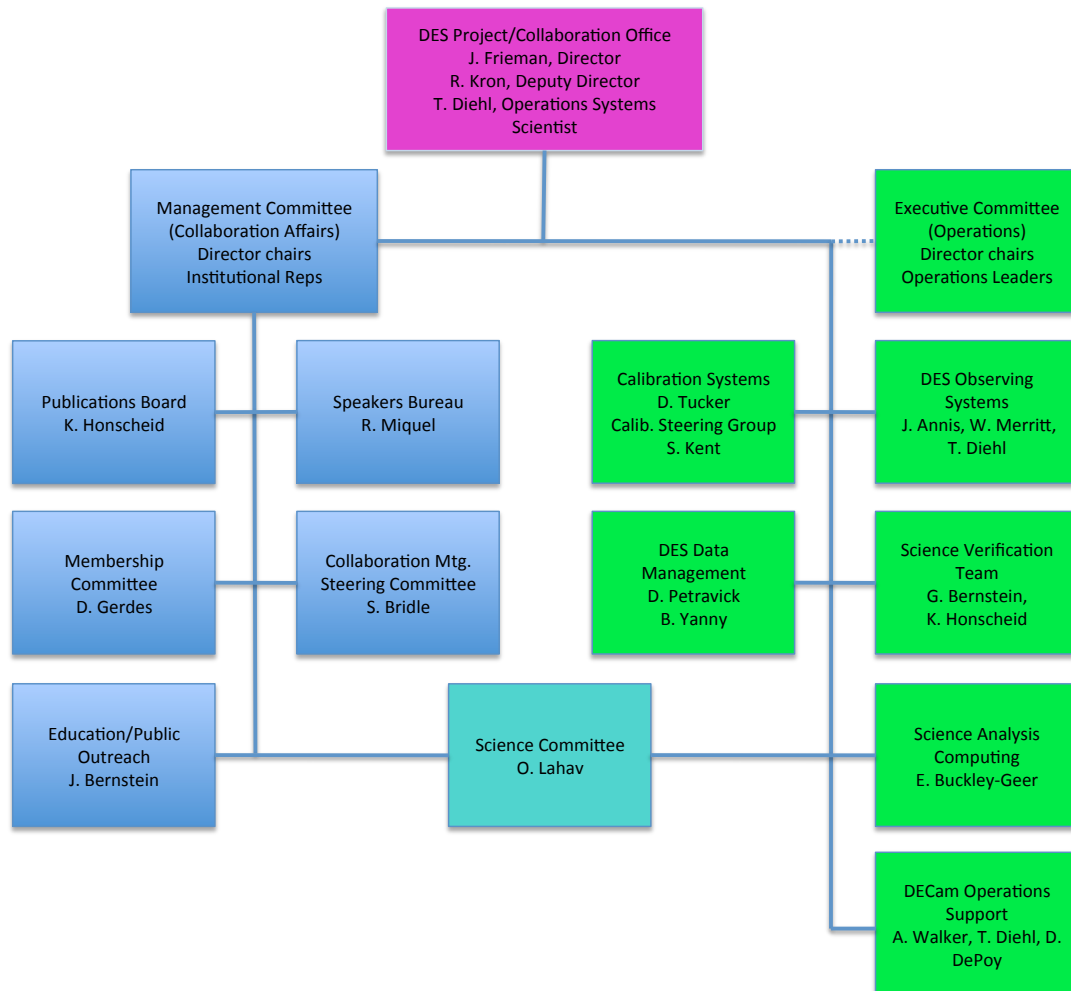 DES Project/Collaboration Office
J. Frieman, Director
R. Kron, Deputy Director
T. Diehl, Operations Systems
Scientist
Management Committee
(Collaboration Affairs)
Director chairs
Institutional Reps
Executive Committee
(Operations)
Director chairs
Operations Leaders
Publications Board
K. Honscheid
Speakers Bureau
R. Miquel
Calibration Systems
D. Tucker
Calib. Steering Group
S. Kent
DES Observing
Systems
J. Annis, W. Merritt,
T. Diehl
Membership
Committee
D. Gerdes
Collaboration Mtg.
Steering Committee
S. Bridle
DES Data
Management
D. Petravick
B. Yanny
Science Verification
Team
G. Bernstein,
K. Honscheid
Education/Public
Outreach
J. Bernstein
Science Committee
O. Lahav
Science Analysis
Computing
E. Buckley-Geer
DECam Operations
Support
A. Walker, T. Diehl, D.
DePoy